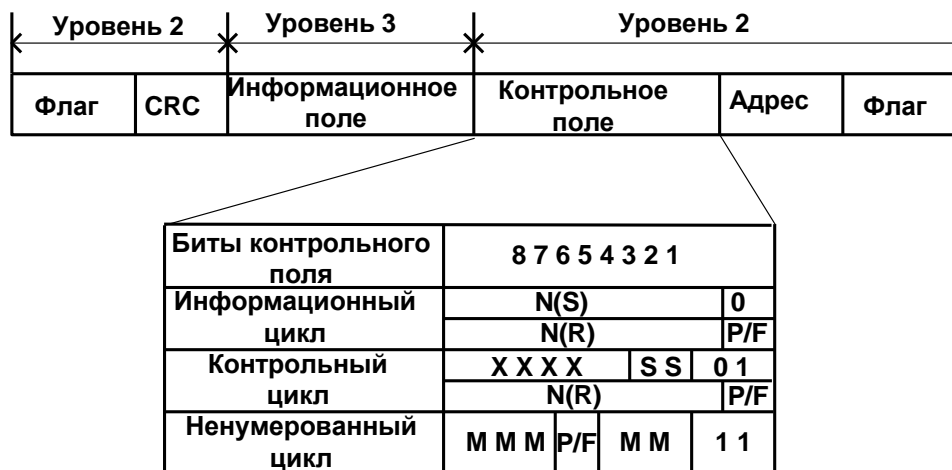 Уровень 2 Уровень 3 Уровень 2
Флаг CRC Информационное поле Контрольное поле Адрес Флаг
Биты контрольного поля 8 7 6 5 4 3 2 1
Информационный цикл N(S) 0
N(R) P/F
Контрольный цикл X X X X S S 0 1
N(R) P/F
Ненумерованный цикл M M M P/F M M 1 1